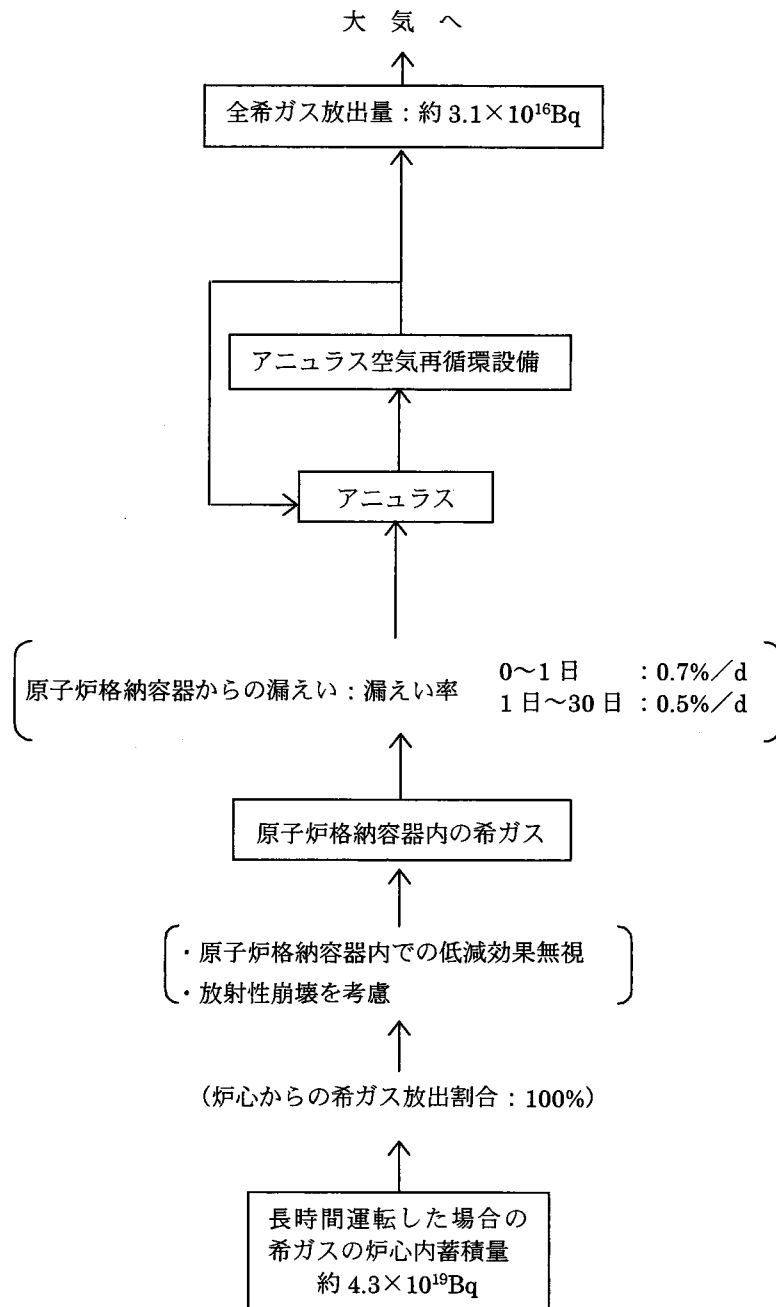 大気へ
全希ガス放出量：約 3.1×10¹⁶Bq
アニュラス空気再循環設備
アニュラス
原子炉格納容器からの漏えい：漏えい率 0～1 日 ：0.7%／d
1 日～30 日 ：0.5%／d
原子炉格納容器内の希ガス
・原子炉格納容器内での低減効果無視
・放射性崩壊を考慮
（炉心からの希ガス放出割合：100%）
長時間運転した場合の
希ガスの炉心内蓄積量
約 4.3×10¹⁹Bq